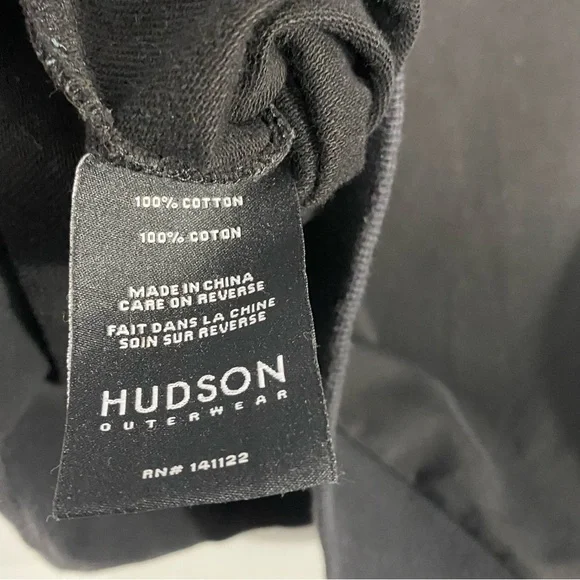 100% COTTON
100% COTON
MADE IN CHINA
CARE ON REVERSE
FAIT DANS LA CHINE
SOIN SUR REVERSE
HUDSON
OUTERWEAR
RN# 141122